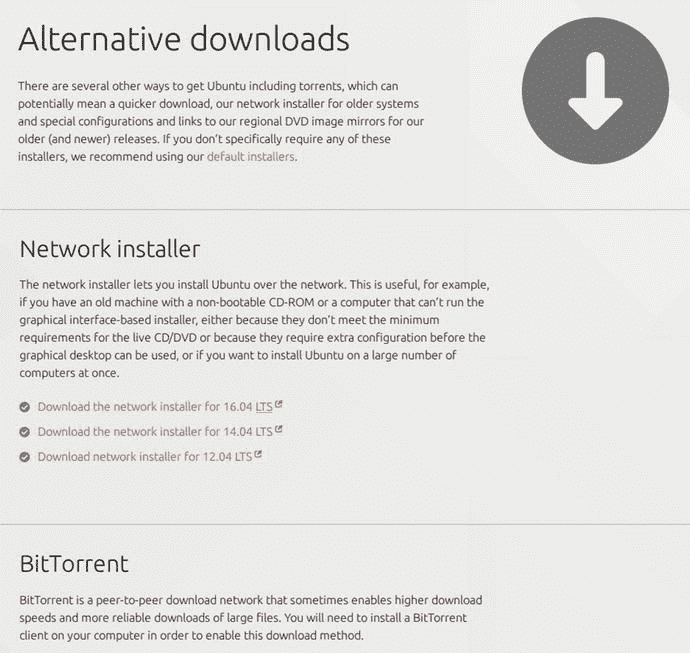 Alternative downloads
There are several other ways to get Ubuntu including torrents, which can
potentially mean a quicker download, our network installer for older systems
and special configurations and links to our regional DVD image mirrors for our
older (and newer) releases. If you don't specifically require any of these
installers, we recommend using our default installers.
Network installer
The network installer lets you install Ubuntu over the network. This is useful, for example,
if you have an old machine with a non-bootable CD-ROM or a computer that can't run the
graphical interface-based installer, either because they don't meet the minimum
requirements for the live CD/DVD or because they require extra configuration before the
graphical desktop can be used, or if you want to install Ubuntu on a large number of
computers at once.
Download the network installer for 16.04 LTS
Download the network installer for 14.04 LTS
Download network installer for 12.04 LTS
BitTorrent
BitTorrent is a peer-to-peer download network that sometimes enables higher download
speeds and more reliable downloads of large files. You will need to install a BitTorrent
client on your computer in order to enable this download method.